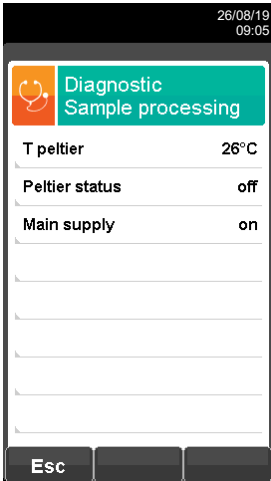 26/08/19
09:05
Diagnostic
Sample processing
T peltier 26°C
Peltier status off
Main supply on
Esc